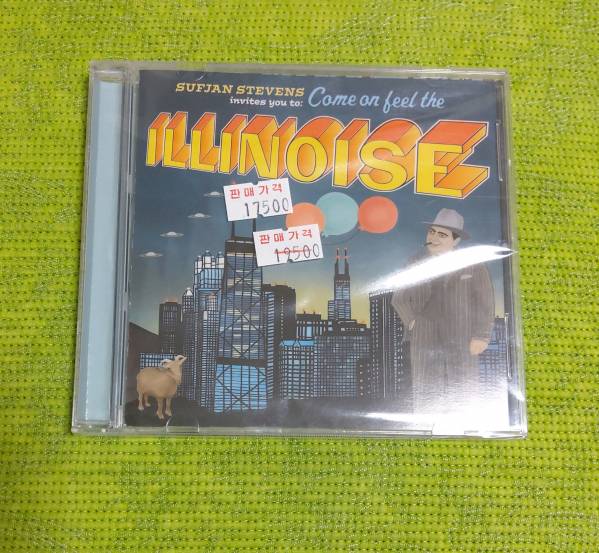 SUFJAN STEVENS
invites you to: Come on feel the
ILLINOISE
판매가격
17500
판매가격
19500